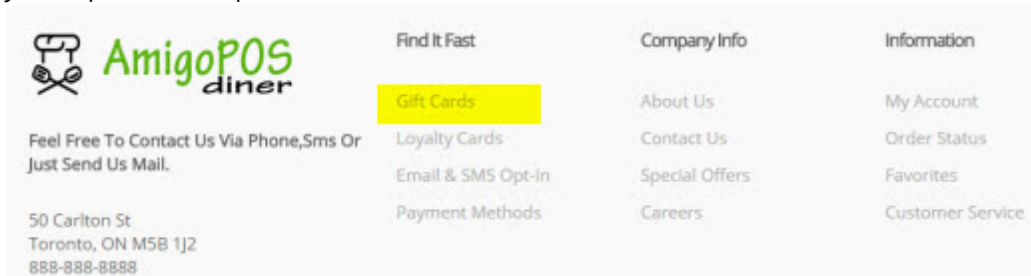 AmigoPOS
diner
Feel Free To Contact Us Via Phone,Sms Or
Just Send Us Mail.
50 Carlton St
Toronto, ON M5B 1J2
888-888-8888
Find It Fast
Gift Cards
Loyalty Cards
Email & SMS Opt-In
Payment Methods
Company Info
About Us
Contact Us
Special Offers
Careers
Information
My Account
Order Status
Favorites
Customer Service